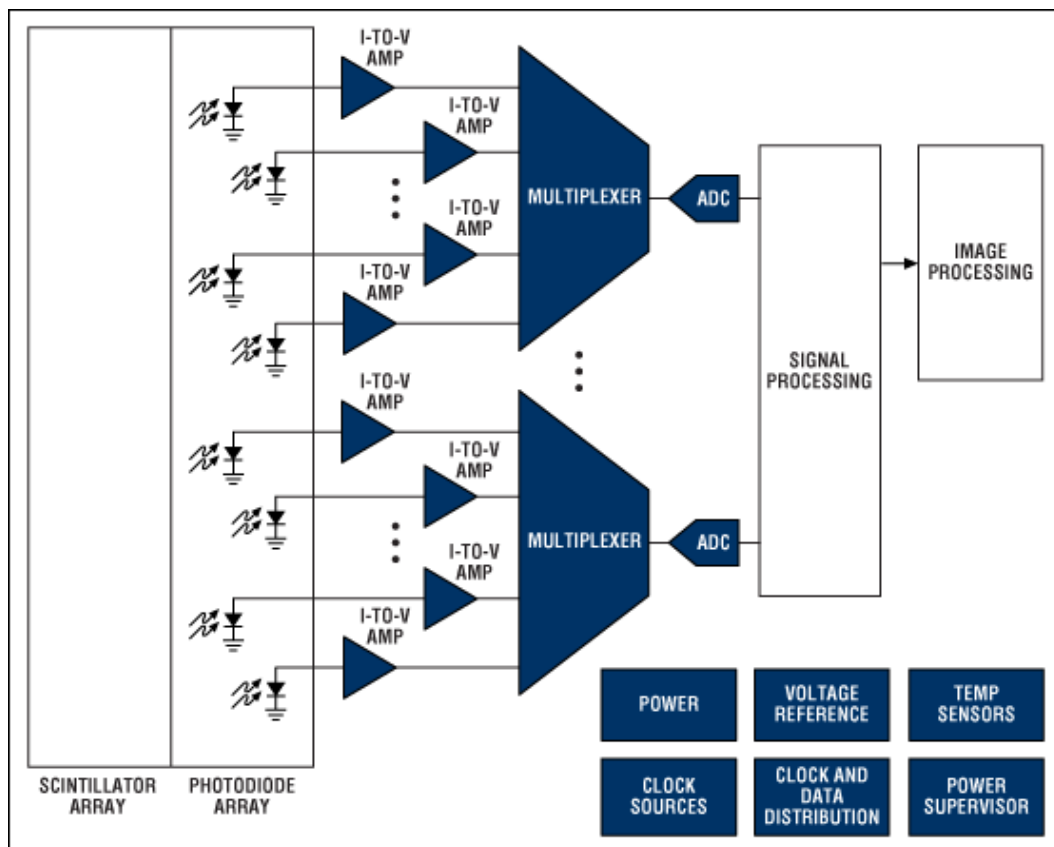 I-TO-V
AMP
I-TO-V
AMP
I-TO-V
AMP
I-TO-V
AMP
MULTIPLEXER
ADC
I-TO-V
AMP
I-TO-V
AMP
I-TO-V
AMP
I-TO-V
AMP
MULTIPLEXER
ADC
SIGNAL
PROCESSING
IMAGE
PROCESSING
SCINTILLATOR
ARRAY
PHOTODIODE
ARRAY
POWER
VOLTAGE
REFERENCE
TEMP
SENSORS
CLOCK
SOURCES
CLOCK AND
DATA
DISTRIBUTION
POWER
SUPERVISOR